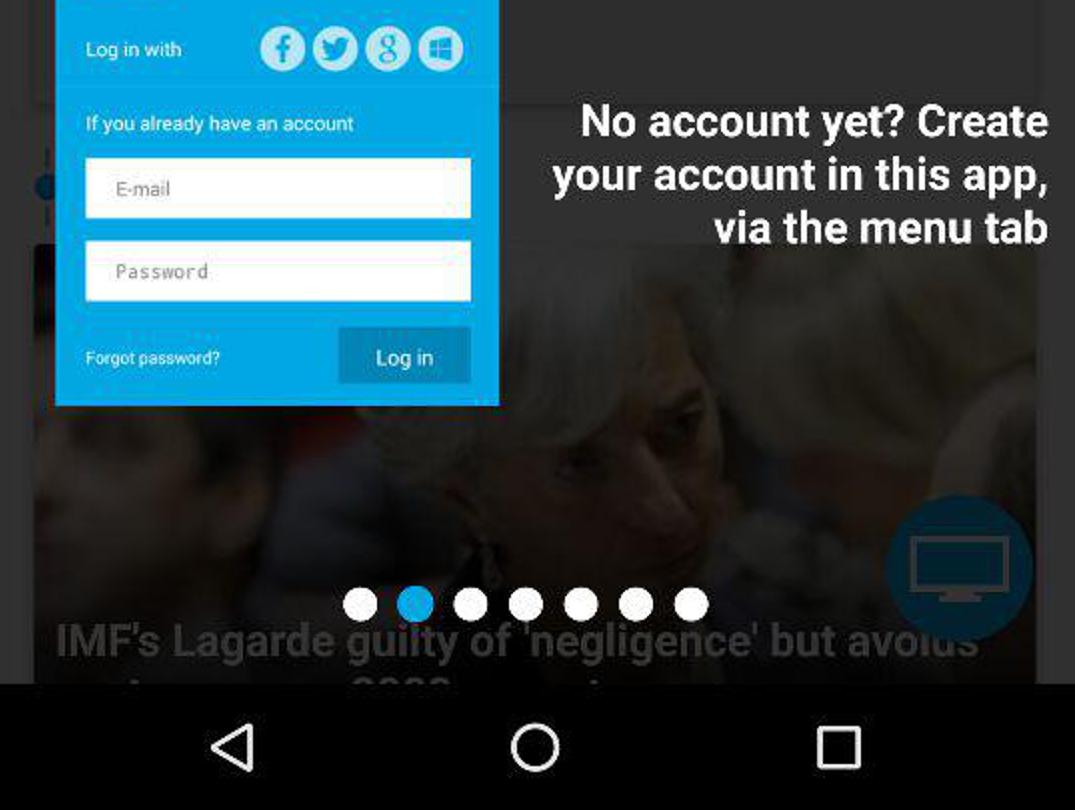 Log in with
If you already have an account
E-mail
Password
Forgot password?
Log in
No account yet? Create
your account in this app,
via the menu tab
IMF's Lagarde guilty of 'negligence' but avoids